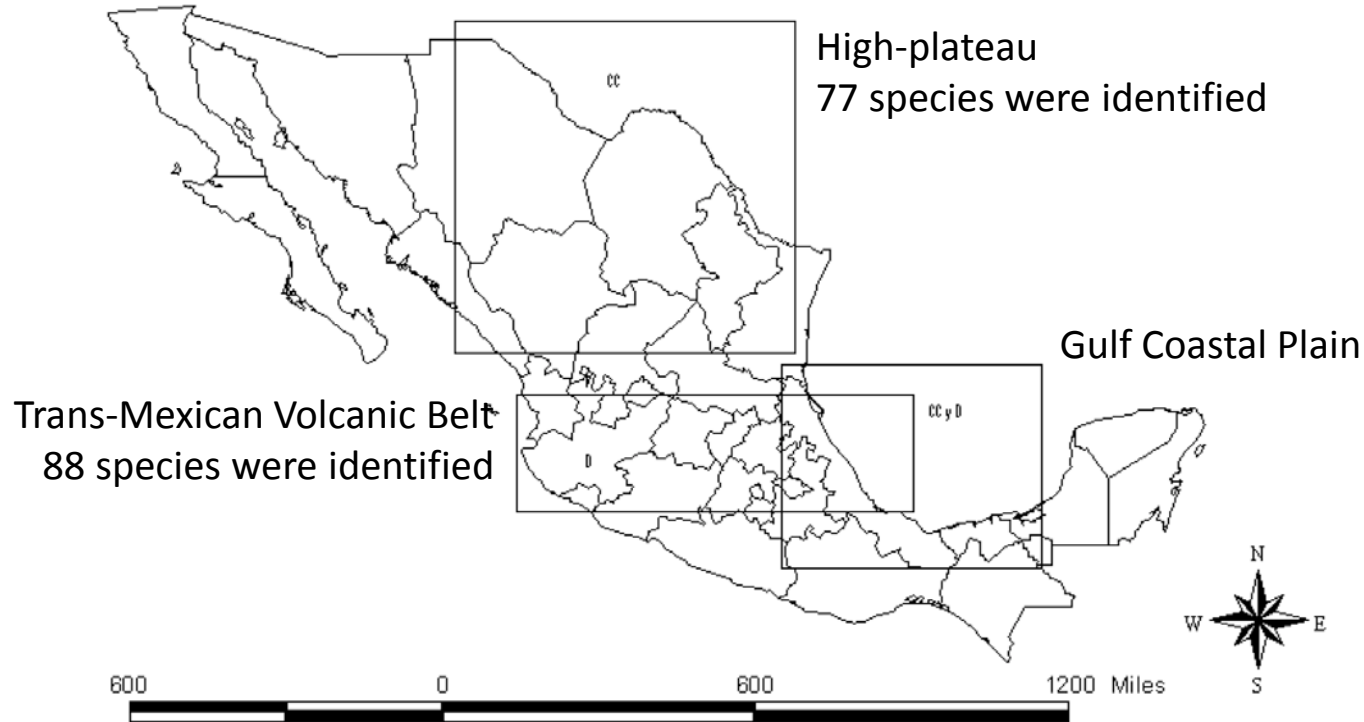 CC
High-plateau
77 species were identified
Gulf Coastal Plain
Trans-Mexican Volcanic Belt
88 species were identified
CC y D
D
N
W E
S
600 0 600 1200 Miles